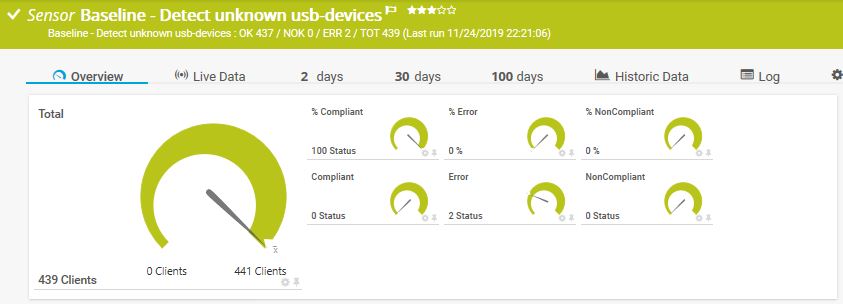 Sensor Baseline - Detect unknown usb-devices
Baseline - Detect unknown usb-devices : OK 437 / NOK 0 / ERR 2 / TOT 439 (Last run 11/24/2019 22:21:06)
Overview Live Data 2 days 30 days 100 days Historic Data Log
Total
% Compliant % Error % NonCompliant
100 Status 0 % 0 %
Compliant Error NonCompliant
0 Status 2 Status 0 Status
x
0 Clients 441 Clients
439 Clients